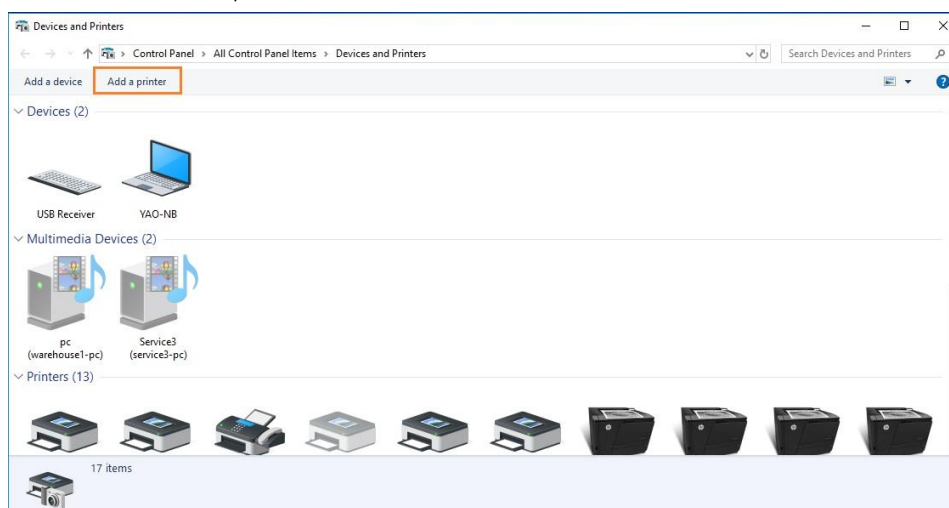 Devices and Printers
Control Panel > All Control Panel Items > Devices and Printers
Search Devices and Printers
Add a device
Add a printer
Devices (2)
USB Receiver
YAO-NB
Multimedia Devices (2)
pc
(warehouse1-pc)
Service3
(service3-pc)
Printers (13)
17 items